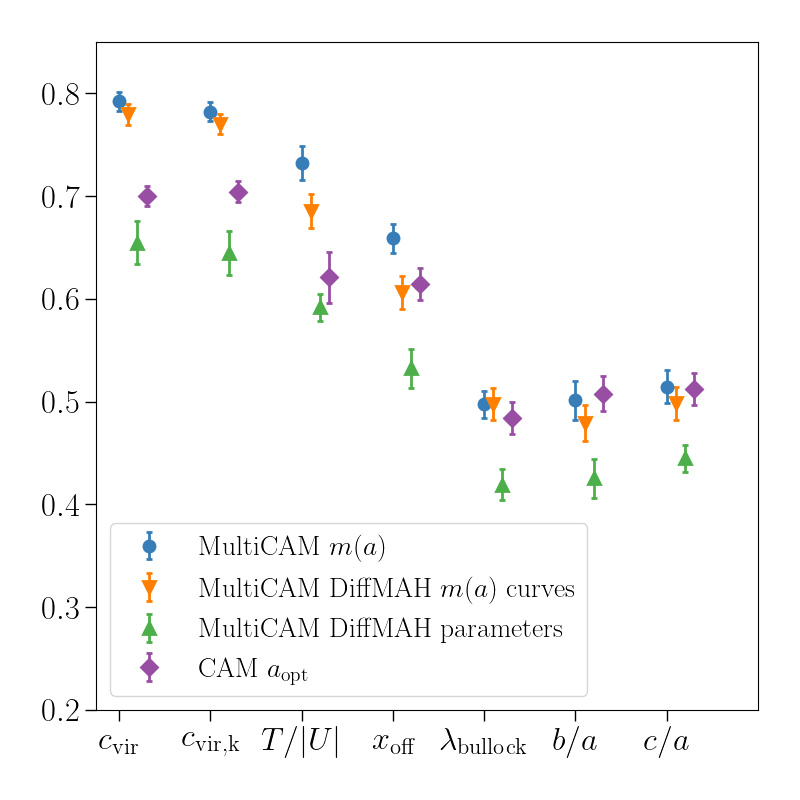 0.8
0.7
0.6
0.5
0.4
0.3
0.2
MultiCAM m(a)
MultiCAM DiffMAH m(a) curves
MultiCAM DiffMAH parameters
CAM a_opt
c_vir c_vir,k T/|U| x_off λ_bullock b/a c/a